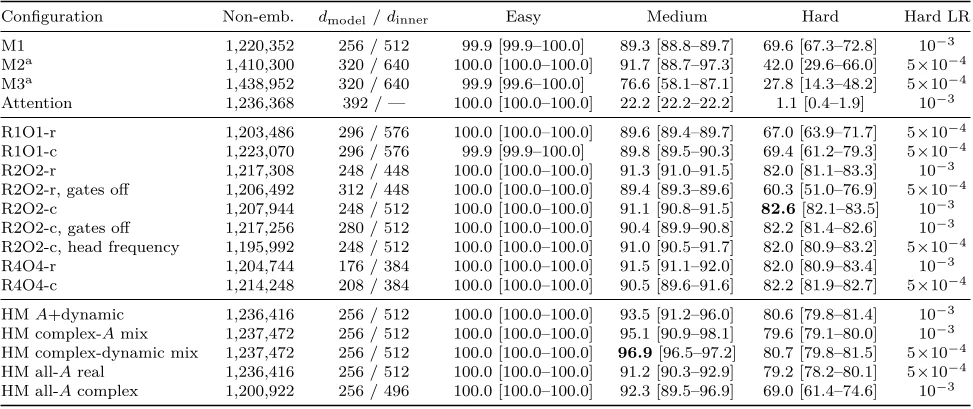 Configuration Non-emb. d_model / d_inner Easy Medium Hard Hard LR
M1 1,220,352 256 / 512 99.9 [99.9–100.0] 89.3 [88.8–89.7] 69.6 [67.3–72.8] 10⁻³
M2ᵃ 1,410,300 320 / 640 100.0 [100.0–100.0] 91.7 [88.7–97.3] 42.0 [29.6–66.0] 5×10⁻⁴
M3ᵃ 1,438,952 320 / 640 99.9 [99.6–100.0] 76.6 [58.1–87.1] 27.8 [14.3–48.2] 5×10⁻⁴
Attention 1,236,368 392 / — 100.0 [100.0–100.0] 22.2 [22.2–22.2] 1.1 [0.4–1.9] 10⁻³
R1O1-r 1,203,486 296 / 576 100.0 [100.0–100.0] 89.6 [89.4–89.7] 67.0 [63.9–71.7] 5×10⁻⁴
R1O1-c 1,223,070 296 / 576 99.9 [99.9–100.0] 89.8 [89.5–90.3] 69.4 [61.2–79.3] 5×10⁻⁴
R2O2-r 1,217,308 248 / 448 100.0 [100.0–100.0] 91.3 [91.0–91.5] 82.0 [81.1–83.3] 10⁻³
R2O2-r, gates off 1,206,492 312 / 448 100.0 [100.0–100.0] 89.4 [89.3–89.6] 60.3 [51.0–76.9] 5×10⁻⁴
R2O2-c 1,207,944 248 / 512 100.0 [100.0–100.0] 91.1 [90.8–91.5] 82.6 [82.1–83.5] 10⁻³
R2O2-c, gates off 1,217,256 280 / 512 100.0 [100.0–100.0] 90.4 [89.9–90.8] 82.2 [81.4–82.6] 10⁻³
R2O2-c, head frequency 1,195,992 248 / 512 100.0 [100.0–100.0] 91.0 [90.5–91.7] 82.0 [80.9–83.2] 5×10⁻⁴
R4O4-r 1,204,744 176 / 384 100.0 [100.0–100.0] 91.5 [91.1–92.0] 82.0 [80.9–83.4] 10⁻³
R4O4-c 1,214,248 208 / 384 100.0 [100.0–100.0] 90.5 [89.6–91.6] 82.2 [81.9–82.7] 5×10⁻⁴
HM A+dynamic 1,236,416 256 / 512 100.0 [100.0–100.0] 93.5 [91.2–96.0] 80.6 [79.8–81.4] 10⁻³
HM complex-A mix 1,237,472 256 / 512 100.0 [100.0–100.0] 95.1 [90.9–98.1] 79.6 [79.1–80.0] 10⁻³
HM complex-dynamic mix 1,237,472 256 / 512 100.0 [100.0–100.0] 96.9 [96.5–97.2] 80.7 [79.8–81.5] 5×10⁻⁴
HM all-A real 1,236,416 256 / 512 100.0 [100.0–100.0] 91.2 [90.3–92.9] 79.2 [78.2–80.1] 5×10⁻⁴
HM all-A complex 1,200,922 256 / 496 100.0 [100.0–100.0] 92.3 [89.5–96.9] 69.0 [61.4–74.6] 10⁻³